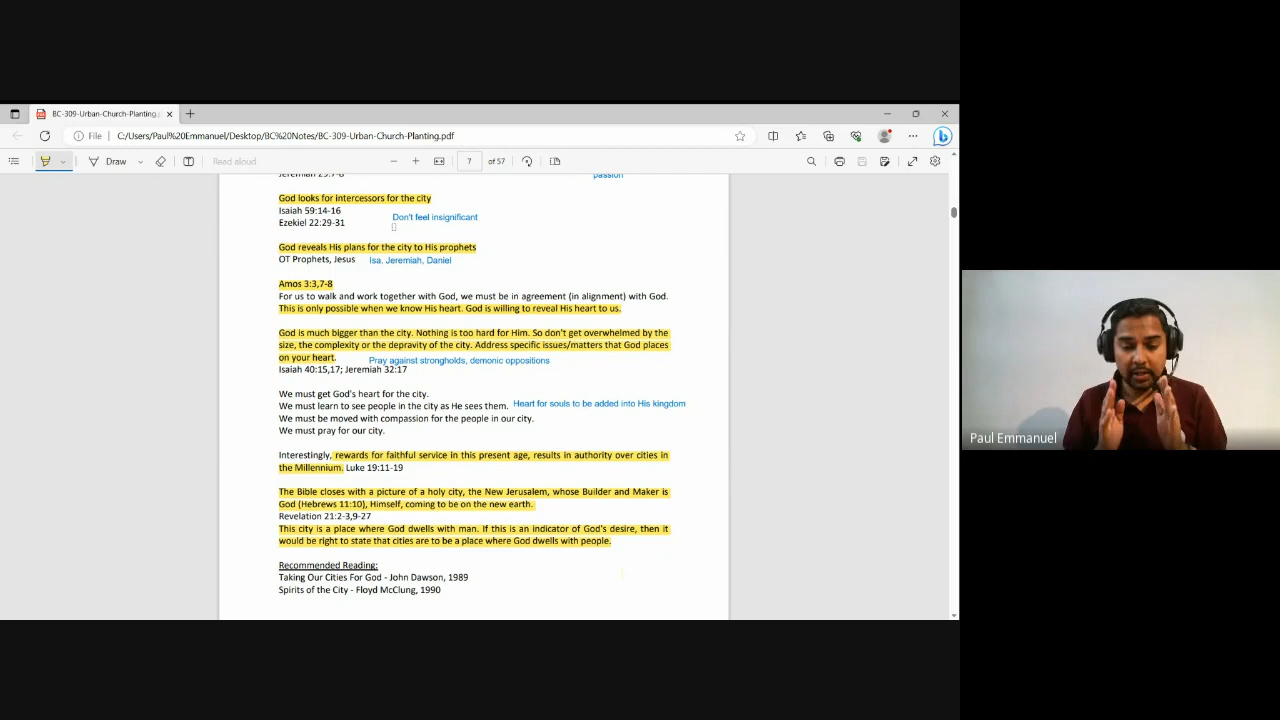 BC-309-Urban-Church-Planting.
File
C:/Users/Paul%20Emmanuel/Desktop/BC%20Notes/BC-309-Urban-Church-Planting.pdf
Draw
Read aloud
7 of 57
Jeremiah 29:7-8
passion
God looks for intercessors for the city
Isaiah 59:14-16
Don't feel insignificant
Ezekiel 22:29-31
God reveals His plans for the city to His prophets
OT Prophets, Jesus Isa. Jeremiah, Daniel
Amos 3:3,7-8
For us to walk and work together with God, we must be in agreement (in alignment) with God.
This is only possible when we know His heart. God is willing to reveal His heart to us.
God is much bigger than the city. Nothing is too hard for Him. So don't get overwhelmed by the
size, the complexity or the depravity of the city. Address specific issues/matters that God places
on your heart.
Pray against strongholds, demonic oppositions
Isaiah 40:15,17; Jeremiah 32:17
We must get God's heart for the city.
We must learn to see people in the city as He sees them. Heart for souls to be added into His kingdom
We must be moved with compassion for the people in our city.
We must pray for our city.
Interestingly, rewards for faithful service in this present age, results in authority over cities in
the Millennium. Luke 19:11-19
The Bible closes with a picture of a holy city, the New Jerusalem, whose Builder and Maker is
God (Hebrews 11:10), Himself, coming to be on the new earth.
Revelation 21:2-3,9-27
This city is a place where God dwells with man. If this is an indicator of God's desire, then it
would be right to state that cities are to be a place where God dwells with people.
Recommended Reading:
Taking Our Cities For God - John Dawson, 1989
Spirits of the City - Floyd McClung, 1990
Paul Emmanuel